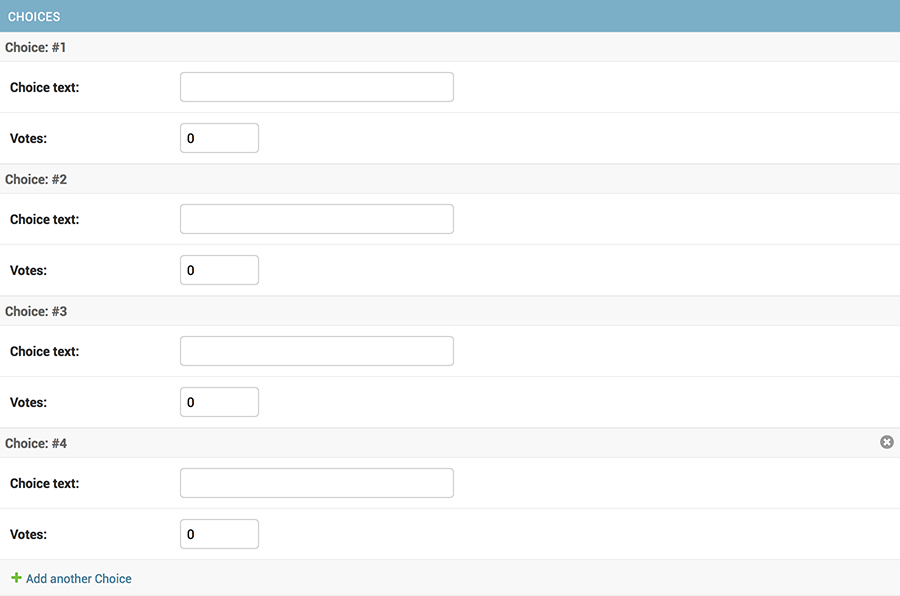 CHOICES
Choice: #1
Choice text:
Votes: 0
Choice: #2
Choice text:
Votes: 0
Choice: #3
Choice text:
Votes: 0
Choice: #4
Choice text:
Votes: 0
Add another Choice